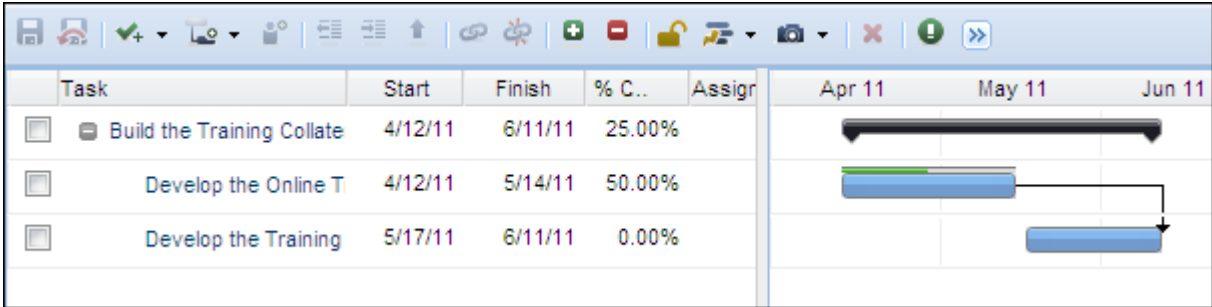 Task Start Finish % C.. Assigr Apr 11 May 11 Jun 11
Build the Training Collate 4/12/11 6/11/11 25.00%
Develop the Online T 4/12/11 5/14/11 50.00%
Develop the Training 5/17/11 6/11/11 0.00%